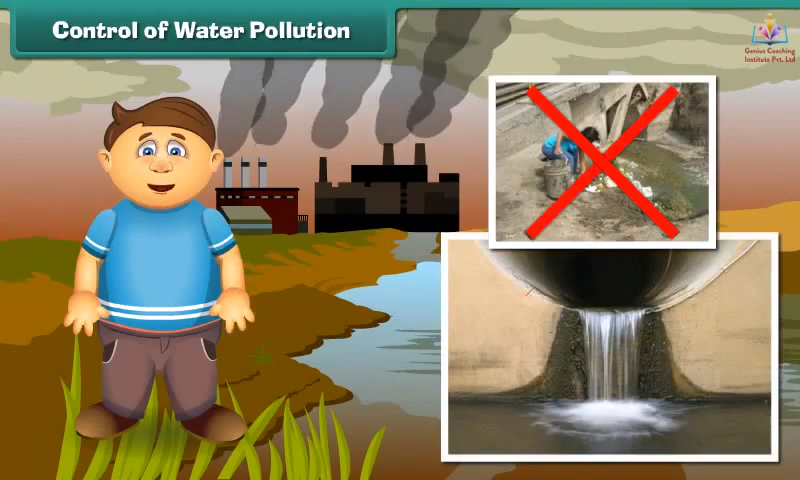 Control of Water Pollution
Genius Coaching
Institute Pvt. Ltd